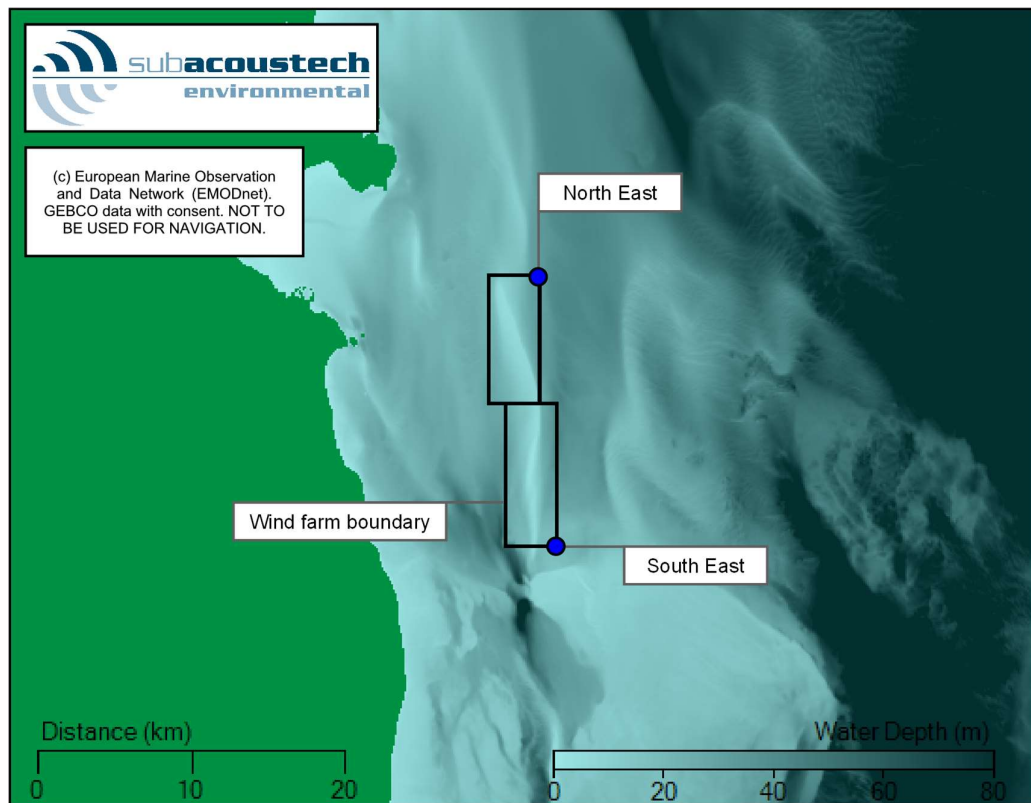 subacoustech
environmental
(c) European Marine Observation
and Data Network (EMODnet).
GEBCO data with consent. NOT TO
BE USED FOR NAVIGATION.
North East
Wind farm boundary
South East
Distance (km)
0 10 20
Water Depth (m)
0 20 40 60 80